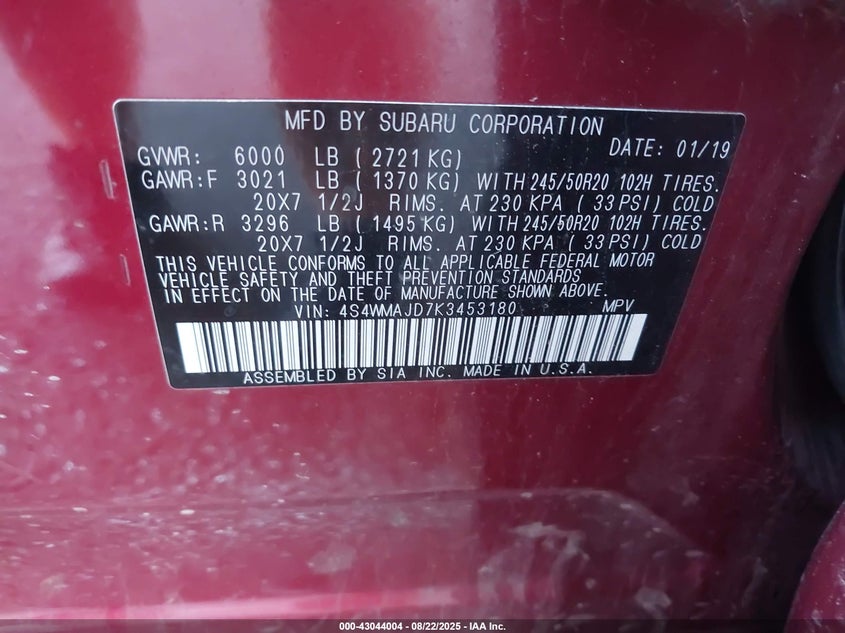 MFD BY SUBARU CORPORATION
GVWR: 6000 LB ( 2721 KG) DATE: 01/19
GAWR:F 3021 LB ( 1370 KG) WITH 245/50R20 102H TIRES.
20X7 1/2J RIMS. AT 230 KPA ( 33 PSI) COLD
GAWR:R 3296 LB ( 1495 KG) WITH 245/50R20 102H TIRES.
20X7 1/2J RIMS. AT 230 KPA ( 33 PSI) COLD
THIS VEHICLE CONFORMS TO ALL APPLICABLE FEDERAL MOTOR
VEHICLE SAFETY AND THEFT PREVENTION STANDARDS
IN EFFECT ON THE DATE OF MANUFACTURE SHOWN ABOVE.
VIN: 4S4WMAJD7K3453180 MPV
ASSEMBLED BY SIA INC. MADE IN U.S.A.
000-43044004 - 08/22/2025 - IAA Inc.